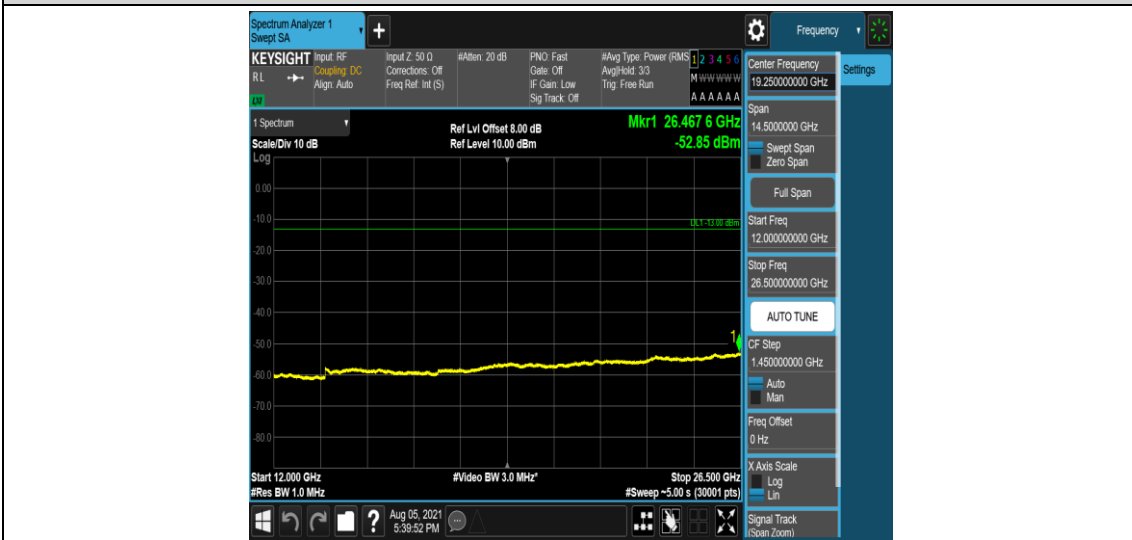 Spectrum Analyzer 1
Swept SA
+
Frequency
KEYSIGHT
RL
LXI
Input: RF
Coupling: DC
Align: Auto
Input Z: 50 Ω
Corrections: Off
Freq Ref: Int (S)
#Atten: 20 dB
PNO: Fast
Gate: Off
IF Gain: Low
Sig Track: Off
#Avg Type: Power (RMS
Avg|Hold: 3/3
Trig: Free Run
1 2 3 4 5 6
M W W W W W
A A A A A A
1 Spectrum
Scale/Div 10 dB
Ref Lvl Offset 8.00 dB
Ref Level 10.00 dBm
Mkr1 26.467 6 GHz
-52.85 dBm
Log
0.00
-10.0
DL1 -13.00 dBm
-20.0
-30.0
-40.0
1
-50.0
-60.0
-70.0
-80.0
Start 12.000 GHz
#Video BW 3.0 MHz*
Stop 26.500 GHz
#Res BW 1.0 MHz
#Sweep ~5.00 s (30001 pts)
?
Aug 05, 2021
5:39:52 PM
Center Frequency
19.250000000 GHz
Settings
Span
14.5000000 GHz
Swept Span
Zero Span
Full Span
Start Freq
12.000000000 GHz
Stop Freq
26.500000000 GHz
AUTO TUNE
CF Step
1.450000000 GHz
Auto
Man
Freq Offset
0 Hz
X Axis Scale
Log
Lin
Signal Track
(Span Zoom)